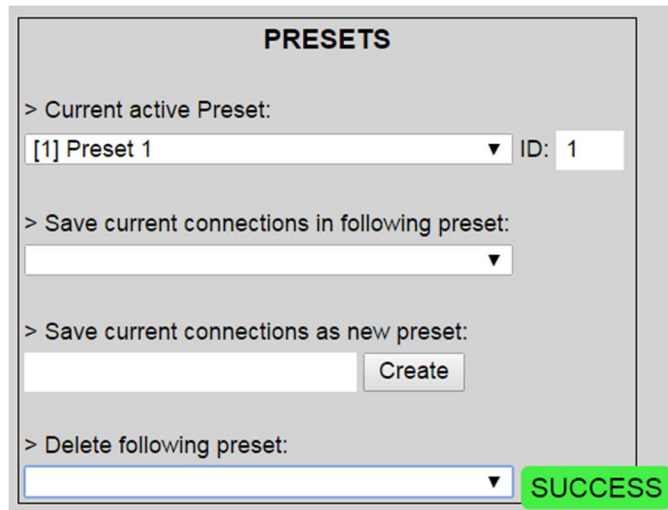 PRESETS
> Current active Preset:
[1] Preset 1 ▼ ID: 1
> Save current connections in following preset:
▼
> Save current connections as new preset:
Create
> Delete following preset:
▼ SUCCESS